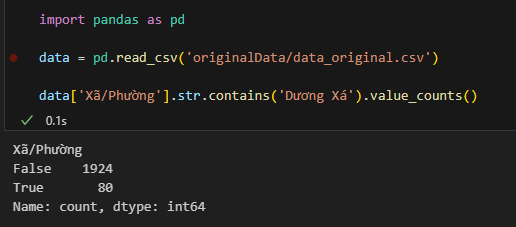 import pandas as pd
data = pd.read_csv('originalData/data_original.csv')
data['Xã/Phường'].str.contains('Dương Xá').value_counts()
0.1s
Xã/Phường
False    1924
True       80
Name: count, dtype: int64